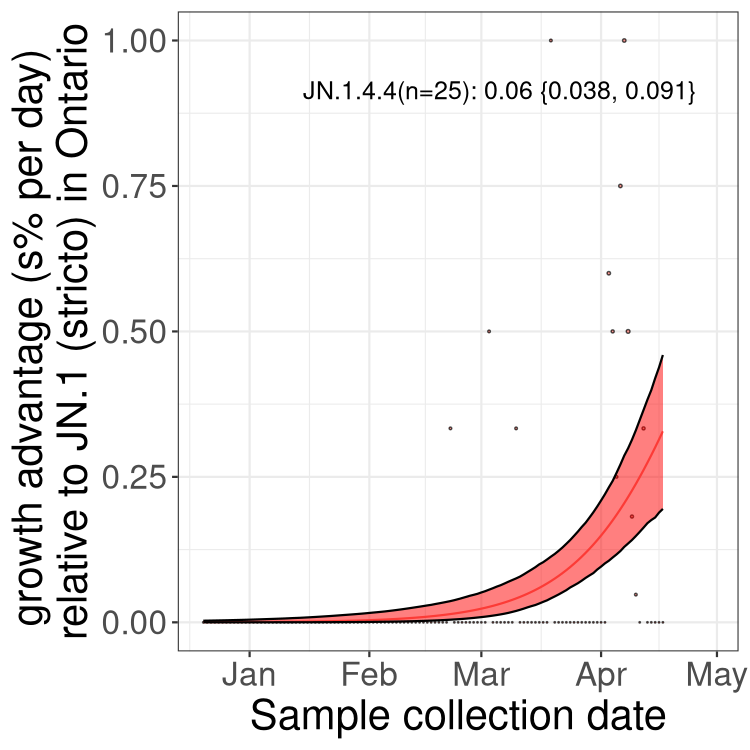 growth advantage (s% per day)
relative to JN.1 (stricto) in Ontario
1.00
0.75
0.50
0.25
0.00
JN.1.4.4(n=25): 0.06 {0.038, 0.091}
Jan Feb Mar Apr May
Sample collection date